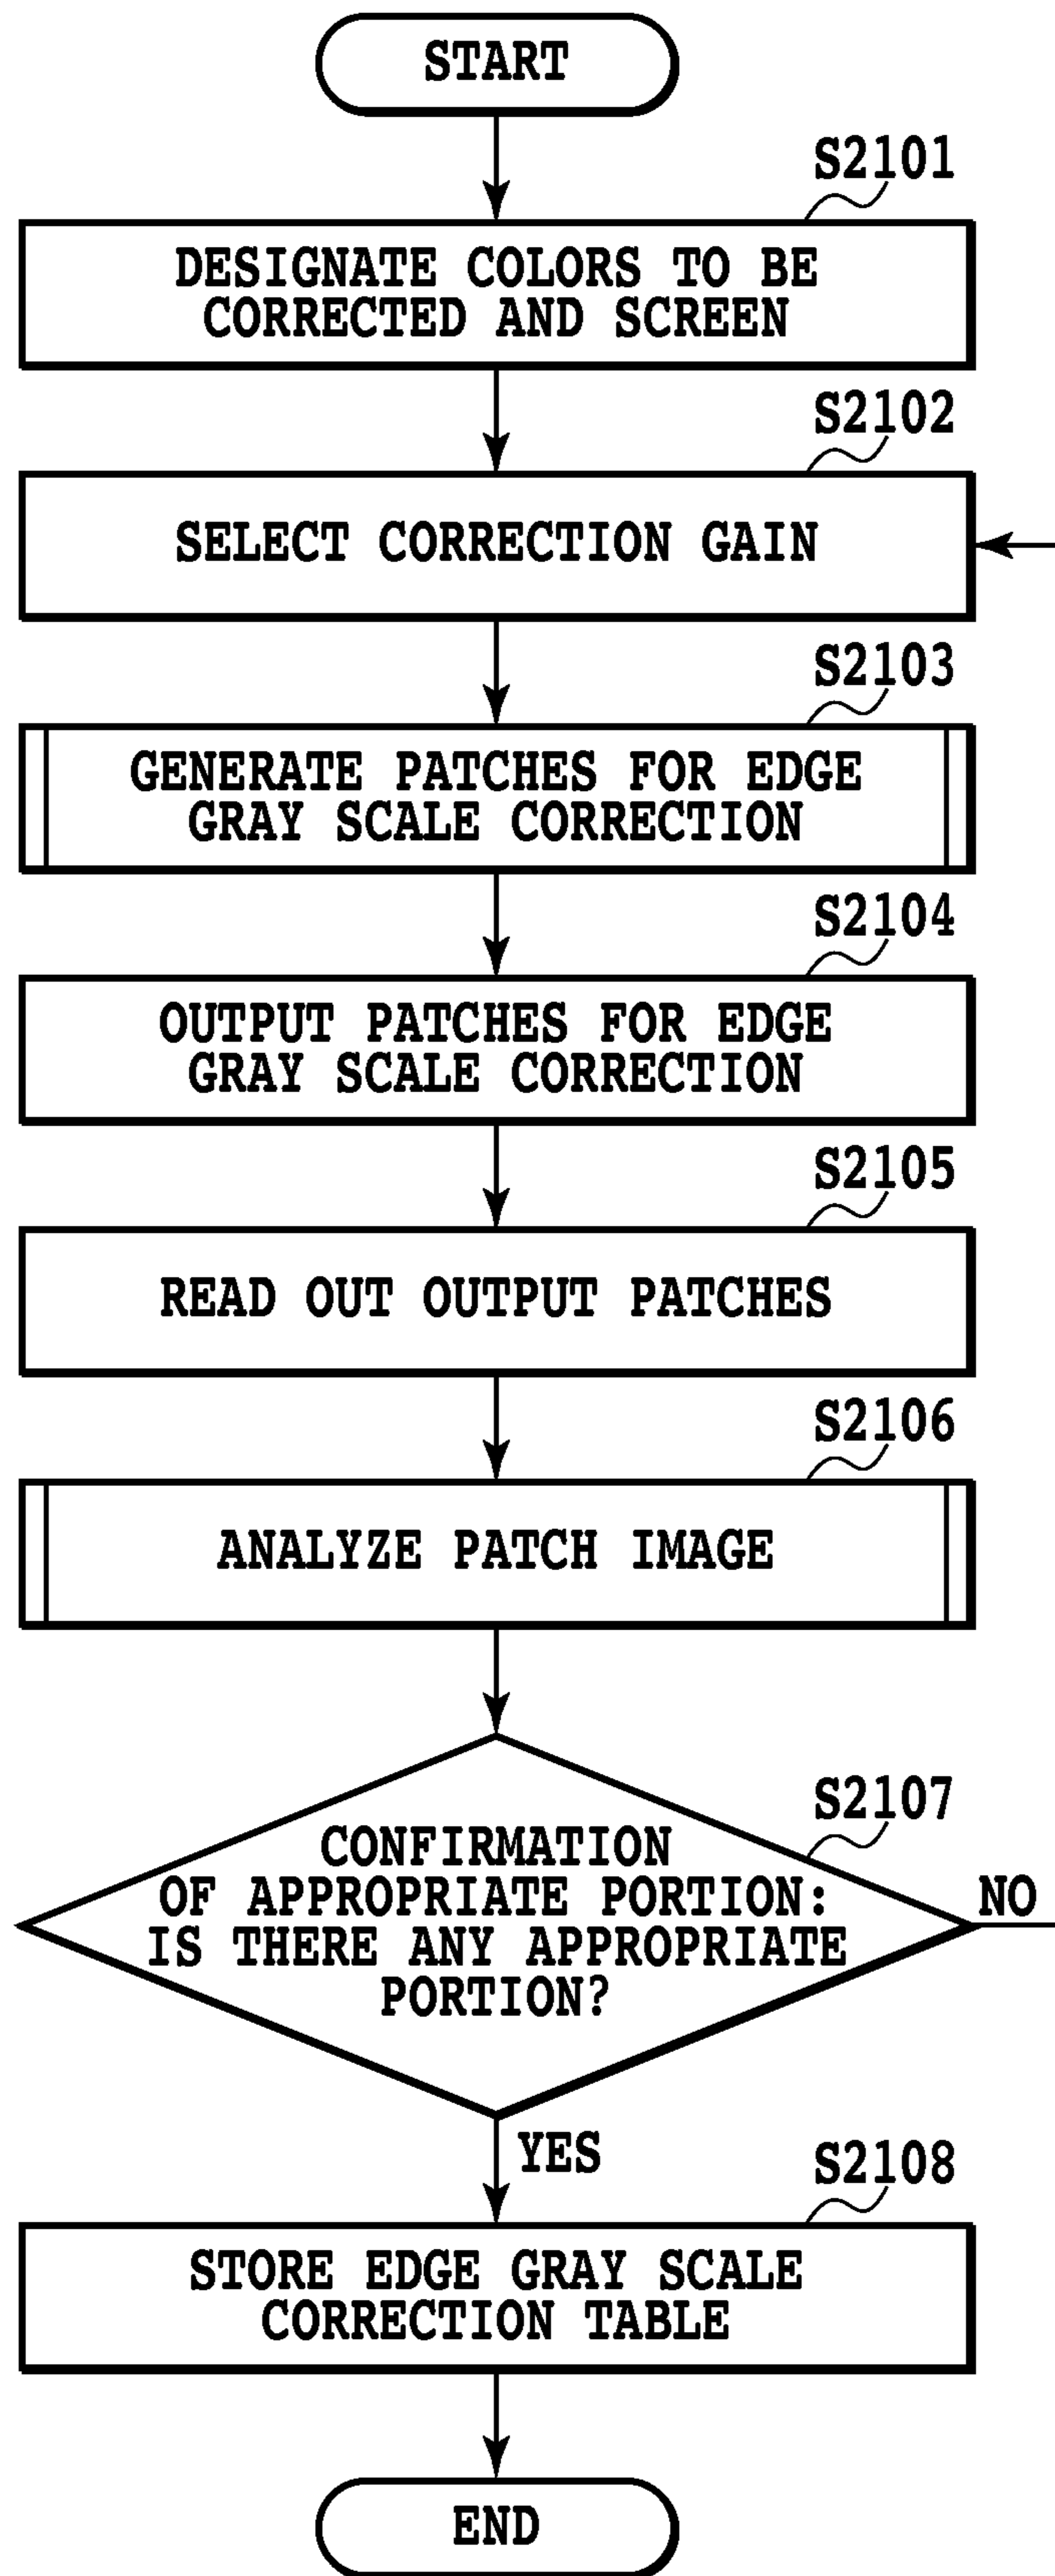 START
S2101
DESIGNATE COLORS TO BE
CORRECTED AND SCREEN
S2102
SELECT CORRECTION GAIN
S2103
GENERATE PATCHES FOR EDGE
GRAY SCALE CORRECTION
S2104
OUTPUT PATCHES FOR EDGE
GRAY SCALE CORRECTION
S2105
READ OUT OUTPUT PATCHES
S2106
ANALYZE PATCH IMAGE
S2107
CONFIRMATION
OF APPROPRIATE PORTION:
IS THERE ANY APPROPRIATE
PORTION?
NO
YES
S2108
STORE EDGE GRAY SCALE
CORRECTION TABLE
END